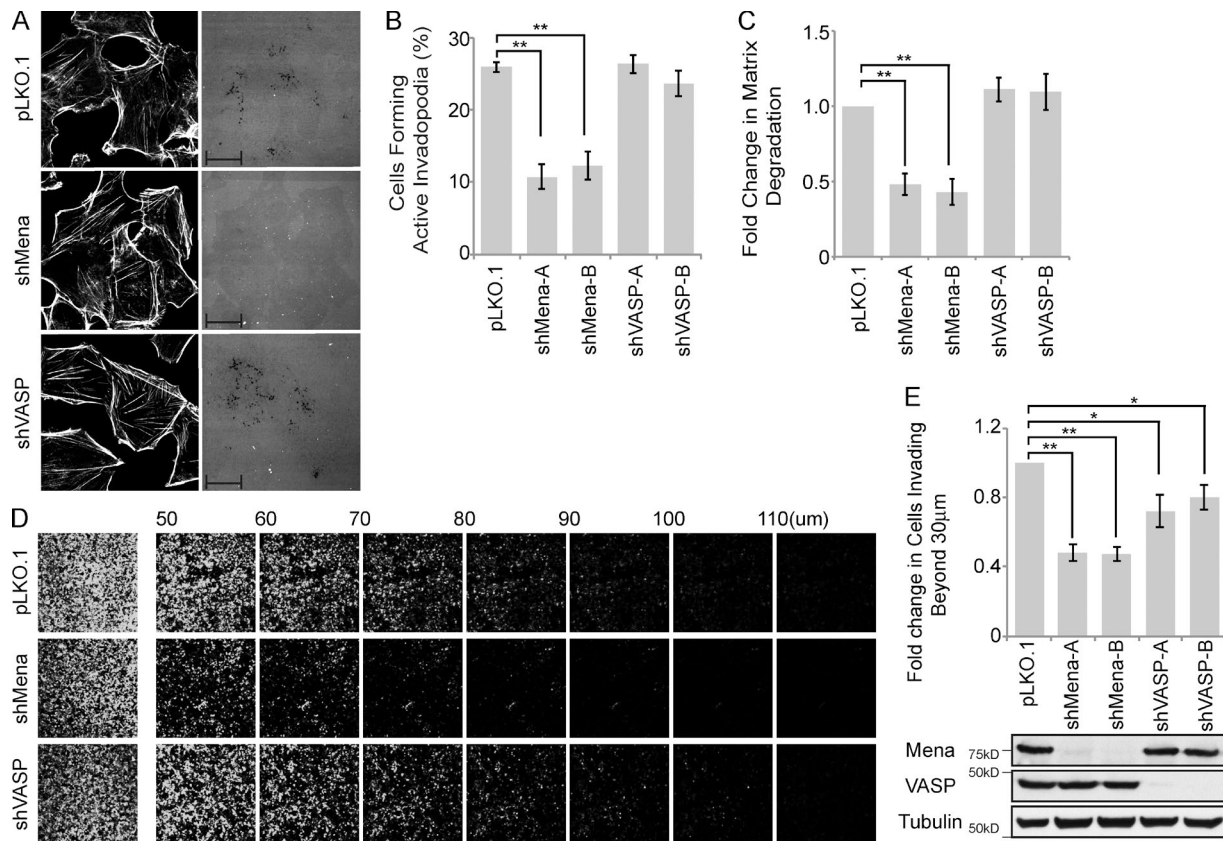 A
pLKO.1
shMena
shVASP
B
Cells Forming
Active Invadopodia (%)
30
20
10
0
**
**
pLKO.1
shMena-A
shMena-B
shVASP-A
shVASP-B
C
Fold Change in Matrix
Degradation
1.5
1.0
0.5
0
**
**
pLKO.1
shMena-A
shMena-B
shVASP-A
shVASP-B
D
50 60 70 80 90 100 110(um)
pLKO.1
shMena
shVASP
E
Fold change in Cells Invading
Beyond 30µm
1.2
0.8
0.4
0
*
*
**
**
pLKO.1
shMena-A
shMena-B
shVASP-A
shVASP-B
Mena 75kD
50kD
VASP
Tubulin 50kD